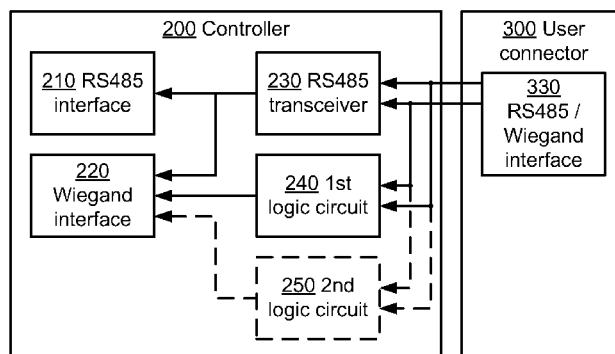 200 Controller
210 RS485
interface
230 RS485
transceiver
220
Wiegand
interface
240 1st
logic circuit
250 2nd
logic circuit
300 User
connector
330
RS485 /
Wiegand
interface